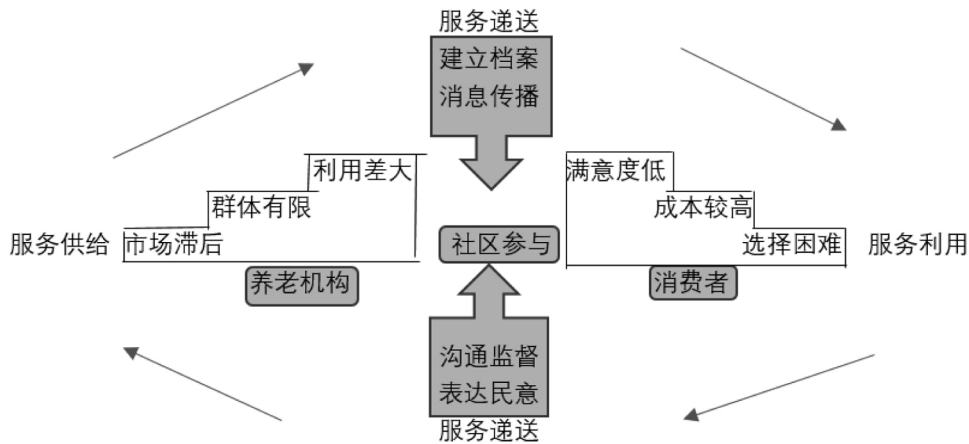 服务递送
建立档案
消息传播
利用差大
满意度低
群体有限
成本较高
服务供给
市场滞后
社区参与
选择困难
服务利用
养老机构
消费者
沟通监督
表达民意
服务递送